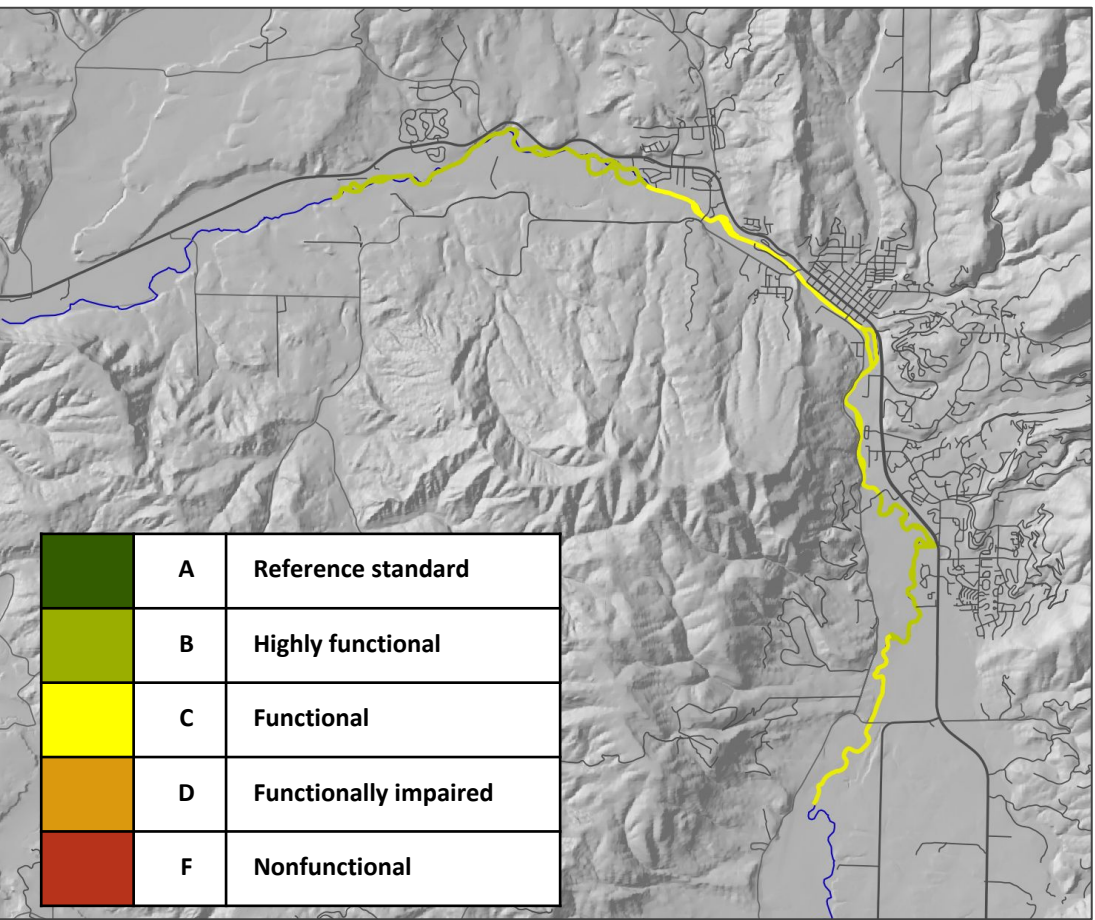 A Reference standard
B Highly functional
C Functional
D Functionally impaired
F Nonfunctional